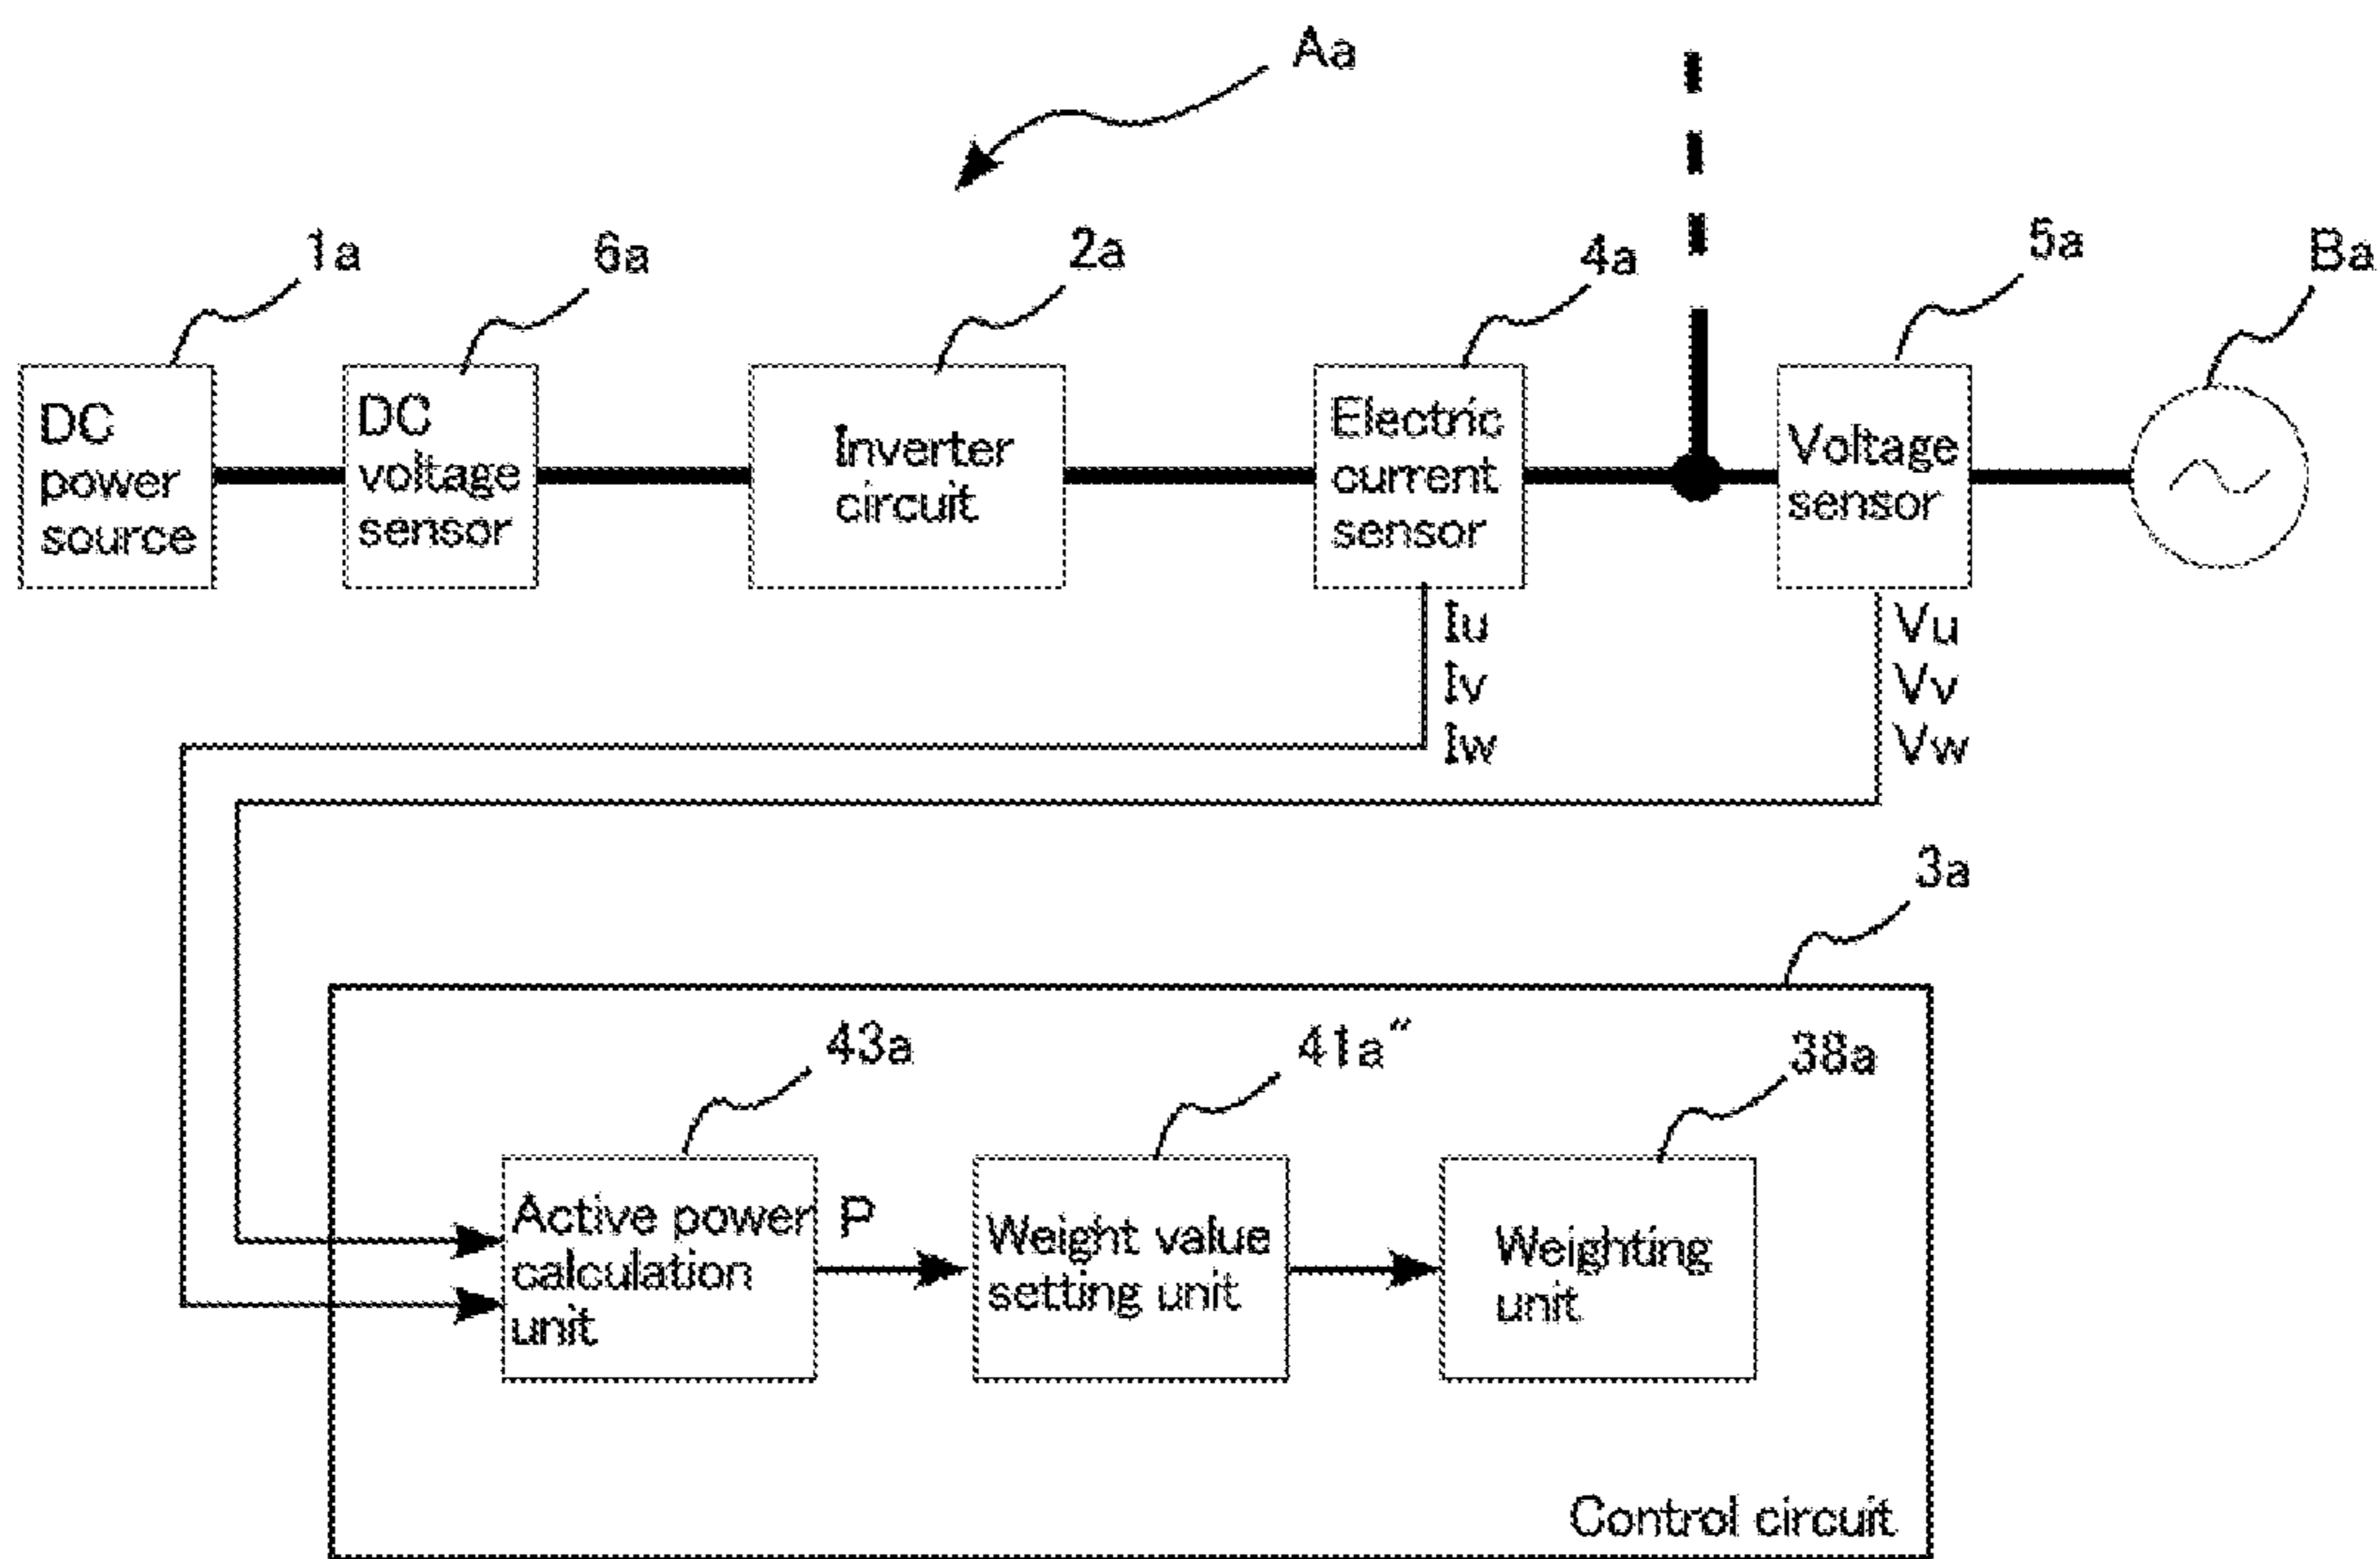 Aa
1a
6a
2a
4a
5a
Ba
DC
power
source
DC
voltage
sensor
Inverter
circuit
Electric
current
sensor
Voltage
sensor
Iu
Iv
Iw
Vu
Vv
Vw
3a
43a
41a"
38a
Active power
calculation
unit
P
Weight value
setting unit
Weighting
unit
Control circuit